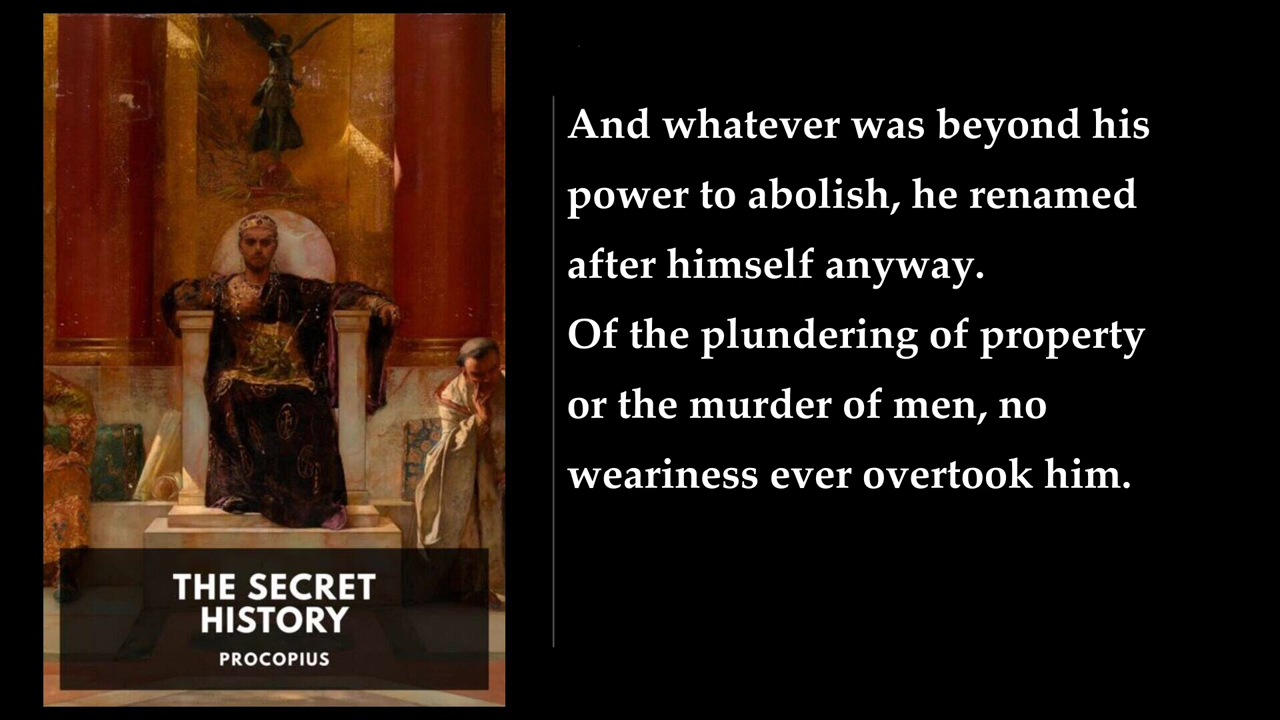 And whatever was beyond his
power to abolish, he renamed
after himself anyway.
Of the plundering of property
or the murder of men, no
weariness ever overtook him.
THE SECRET
HISTORY
PROCOPIUS